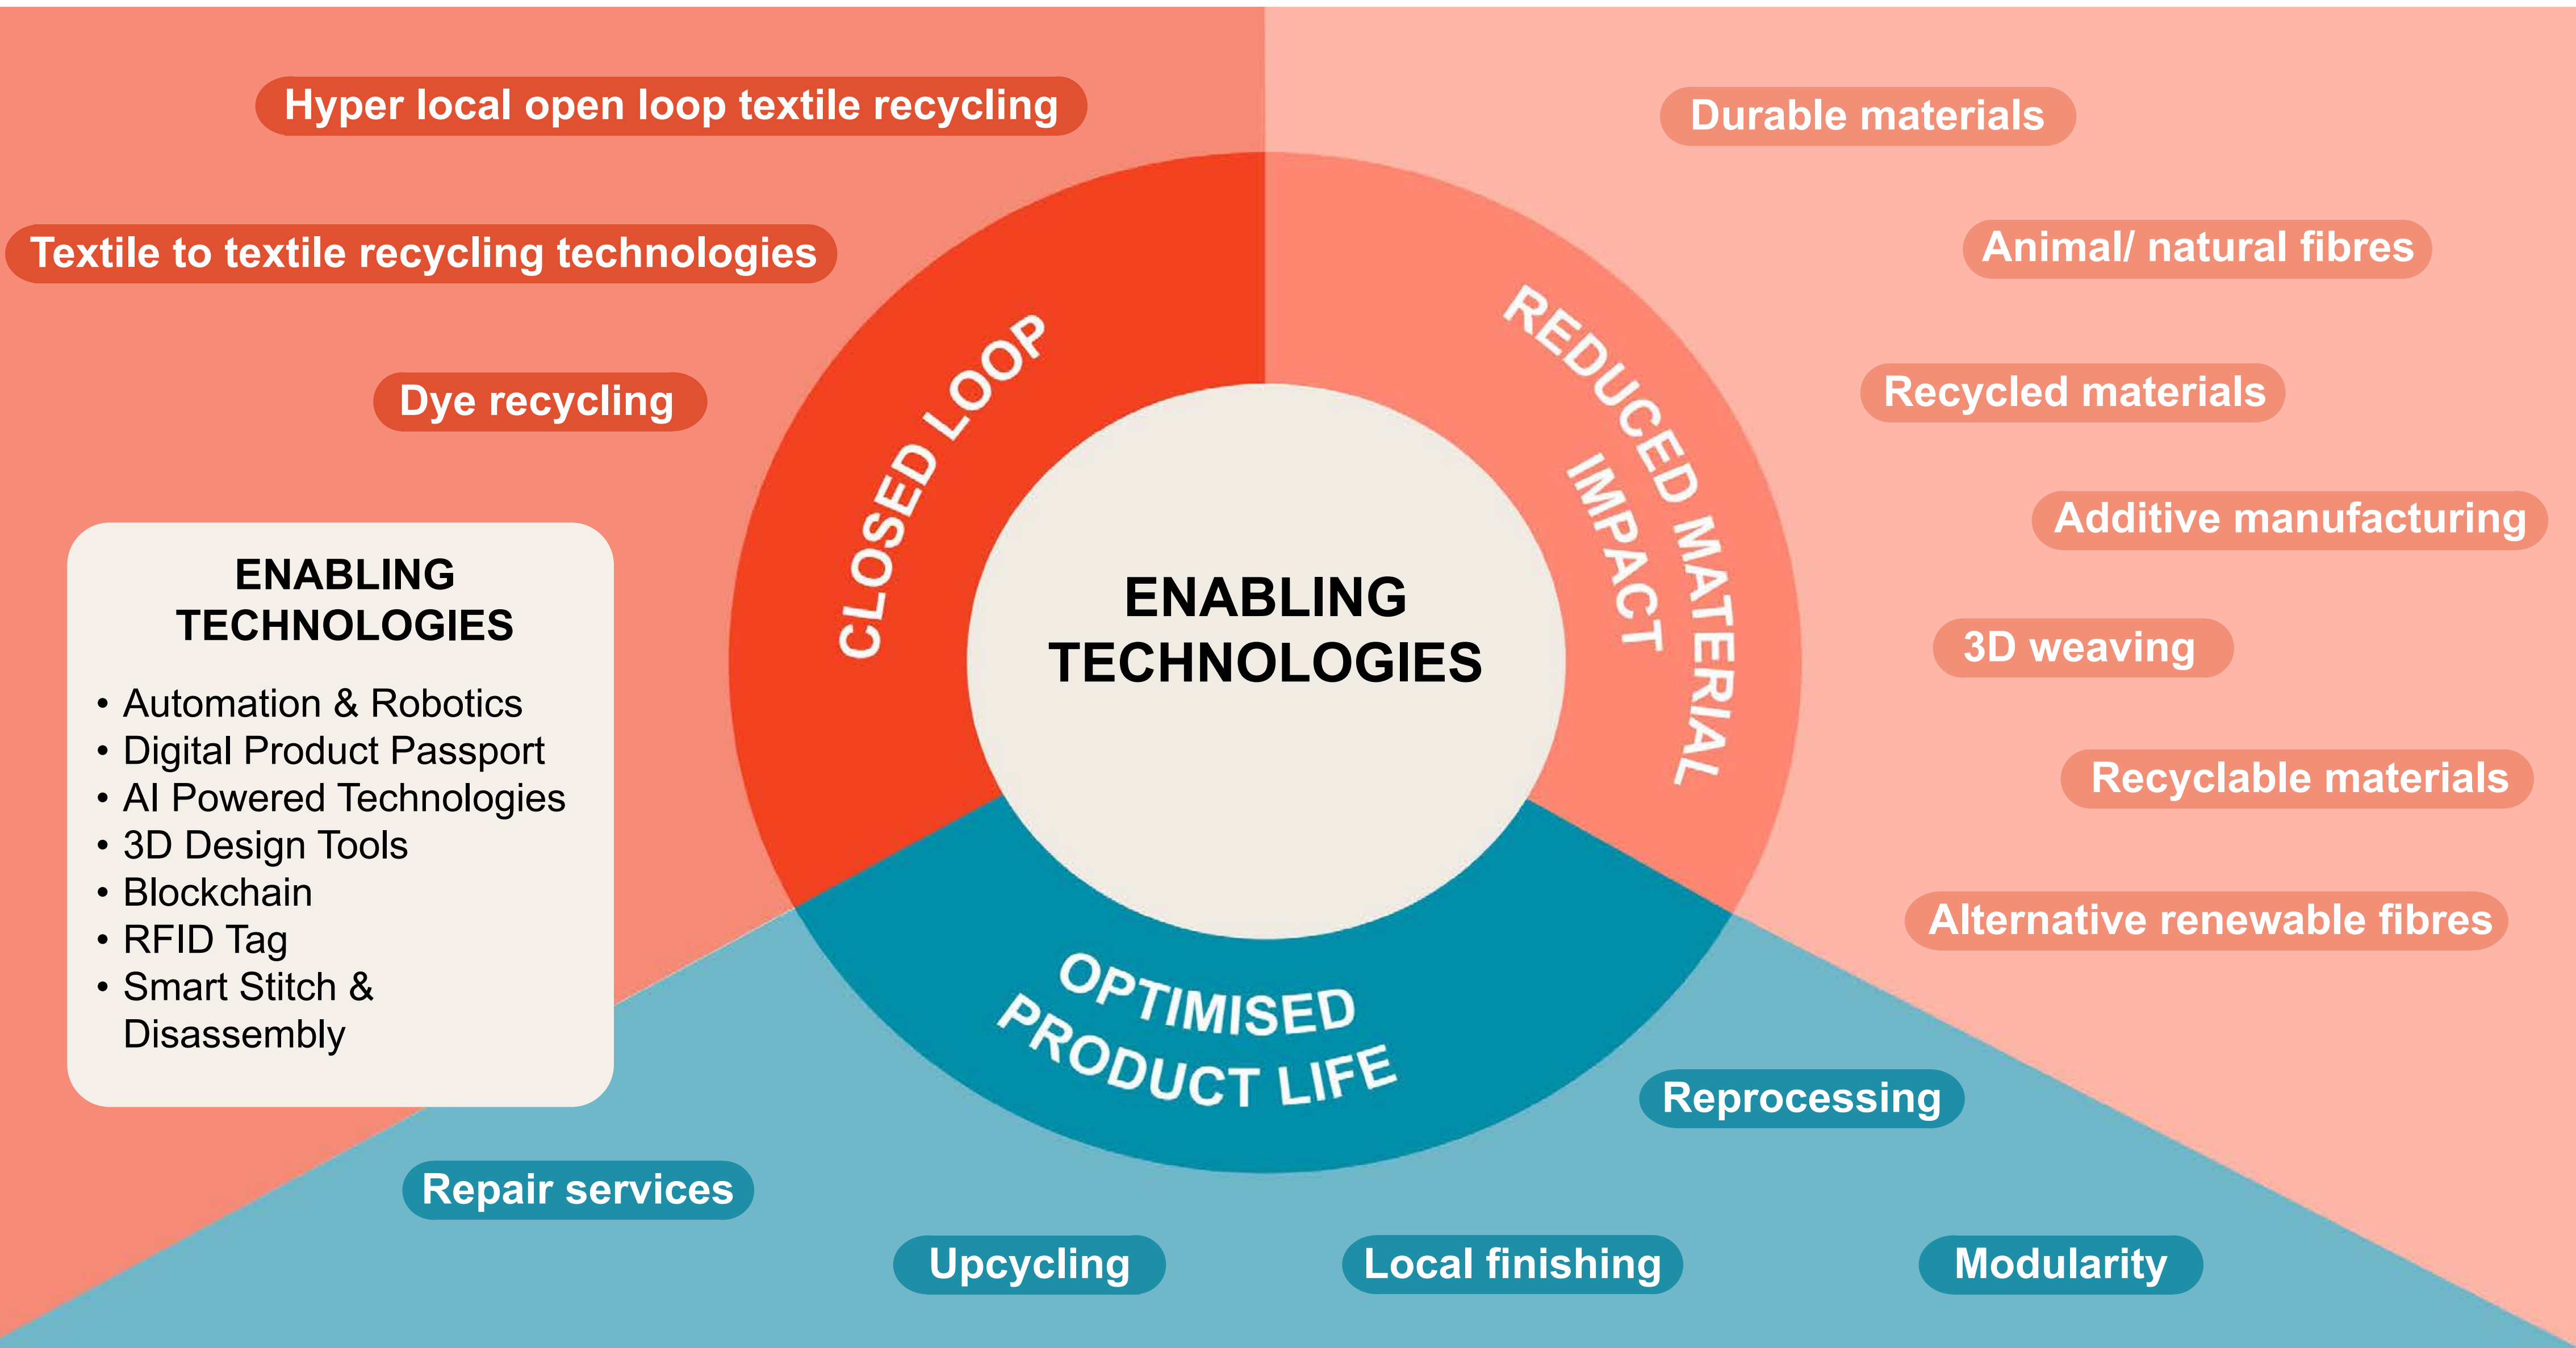 Hyper local open loop textile recycling
Textile to textile recycling technologies
Dye recycling
ENABLING
TECHNOLOGIES
• Automation & Robotics
• Digital Product Passport
• AI Powered Technologies
• 3D Design Tools
• Blockchain
• RFID Tag
• Smart Stitch &
Disassembly
CLOSED LOOP
REDUCED MATERIAL
IMPACT
ENABLING
TECHNOLOGIES
OPTIMISED
PRODUCT LIFE
Durable materials
Animal/ natural fibres
Recycled materials
Additive manufacturing
3D weaving
Recyclable materials
Alternative renewable fibres
Reprocessing
Repair services
Upcycling
Local finishing
Modularity